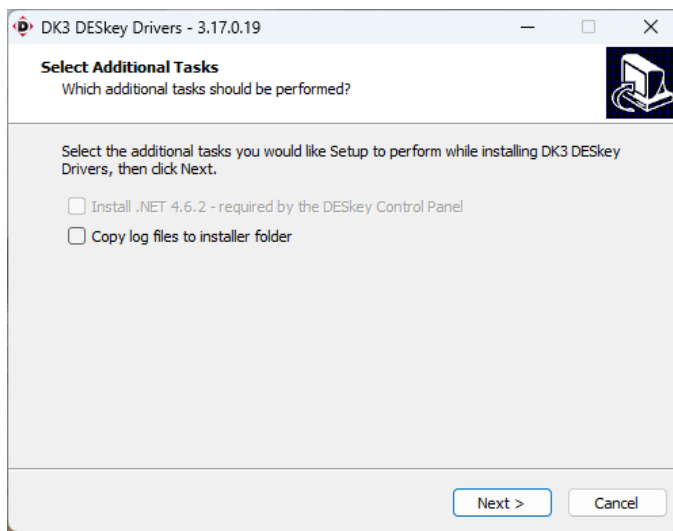 DK3 DESkey Drivers - 3.17.0.19
Select Additional Tasks
Which additional tasks should be performed?
Select the additional tasks you would like Setup to perform while installing DK3 DESkey
Drivers, then click Next.
Install .NET 4.6.2 - required by the DESkey Control Panel
Copy log files to installer folder
Next >
Cancel